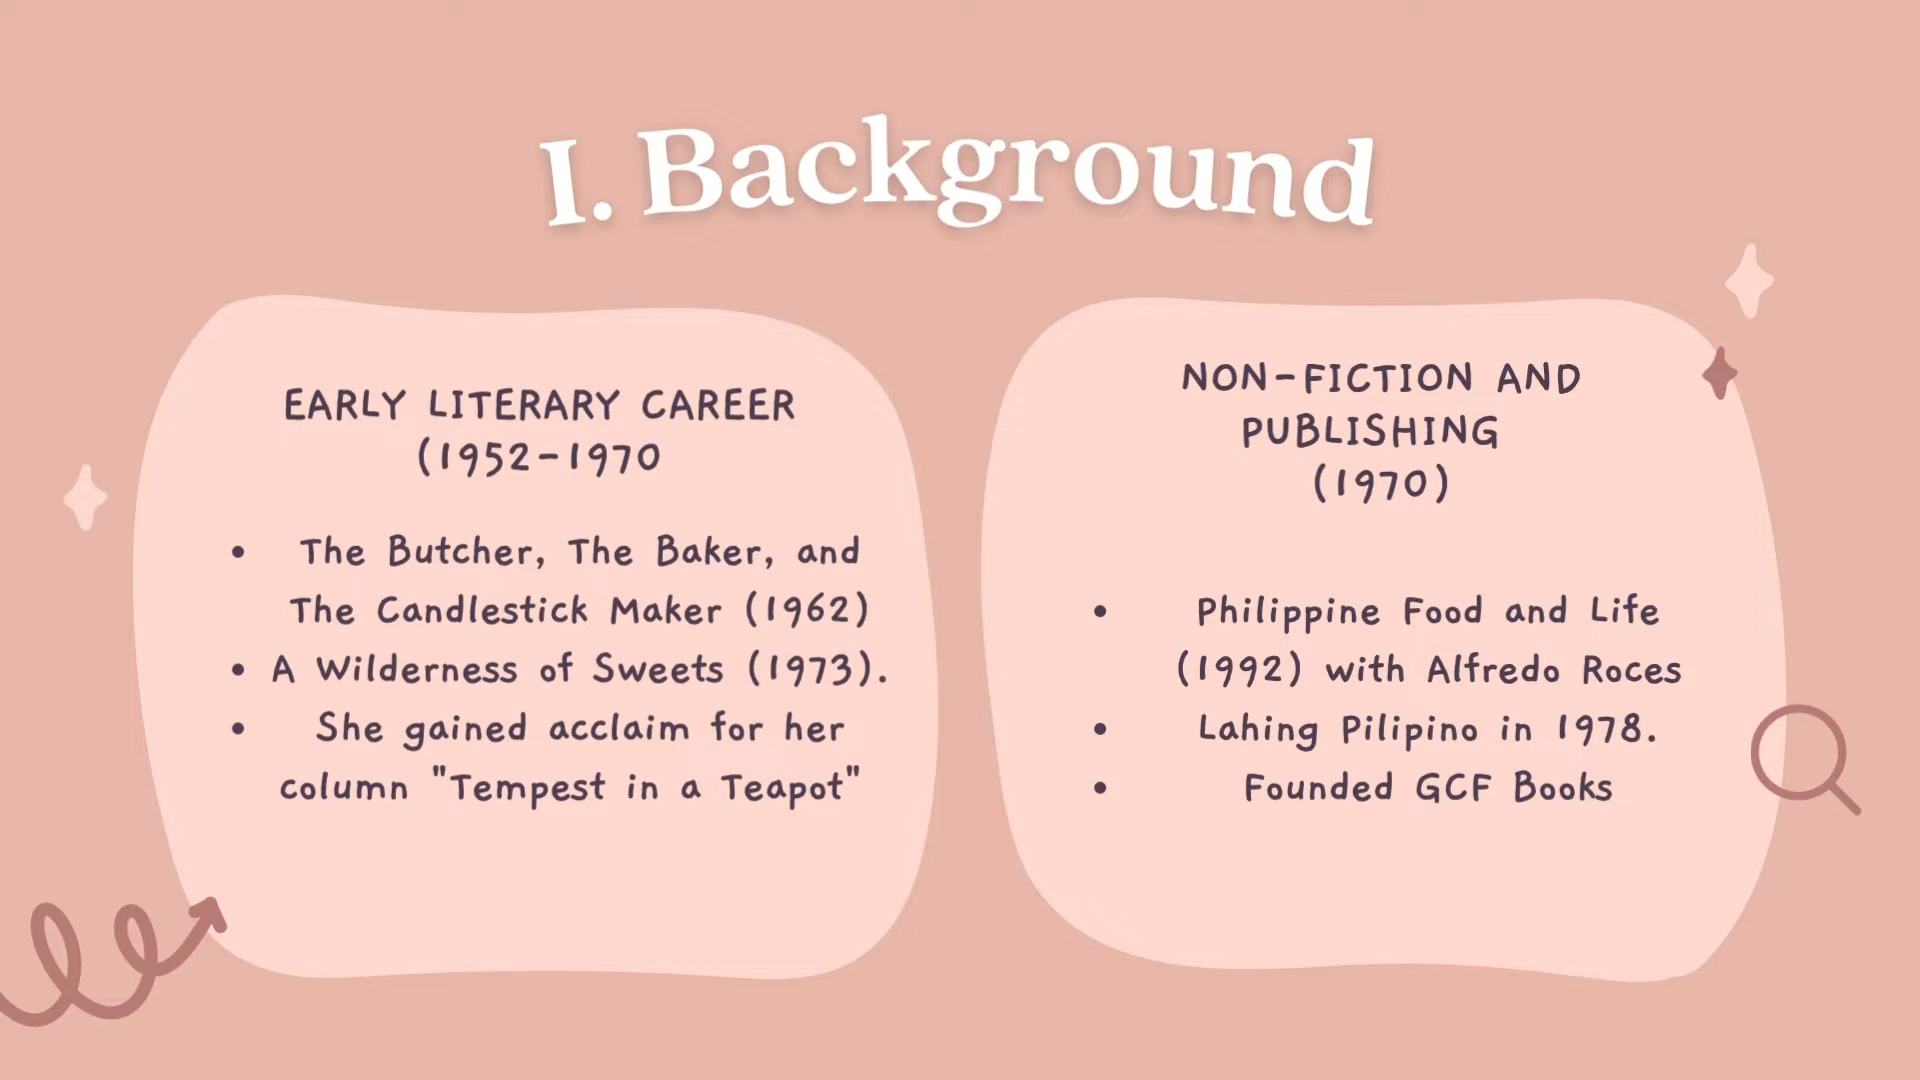 I. Background
EARLY LITERARY CAREER
(1952-1970
• The Butcher, The Baker, and
The Candlestick Maker (1962)
• A Wilderness of Sweets (1973).
• She gained acclaim for her
column "Tempest in a Teapot"
NON-FICTION AND
PUBLISHING
(1970)
• Philippine Food and Life
(1992) with Alfredo Roces
• Lahing Pilipino in 1978.
• Founded GCF Books